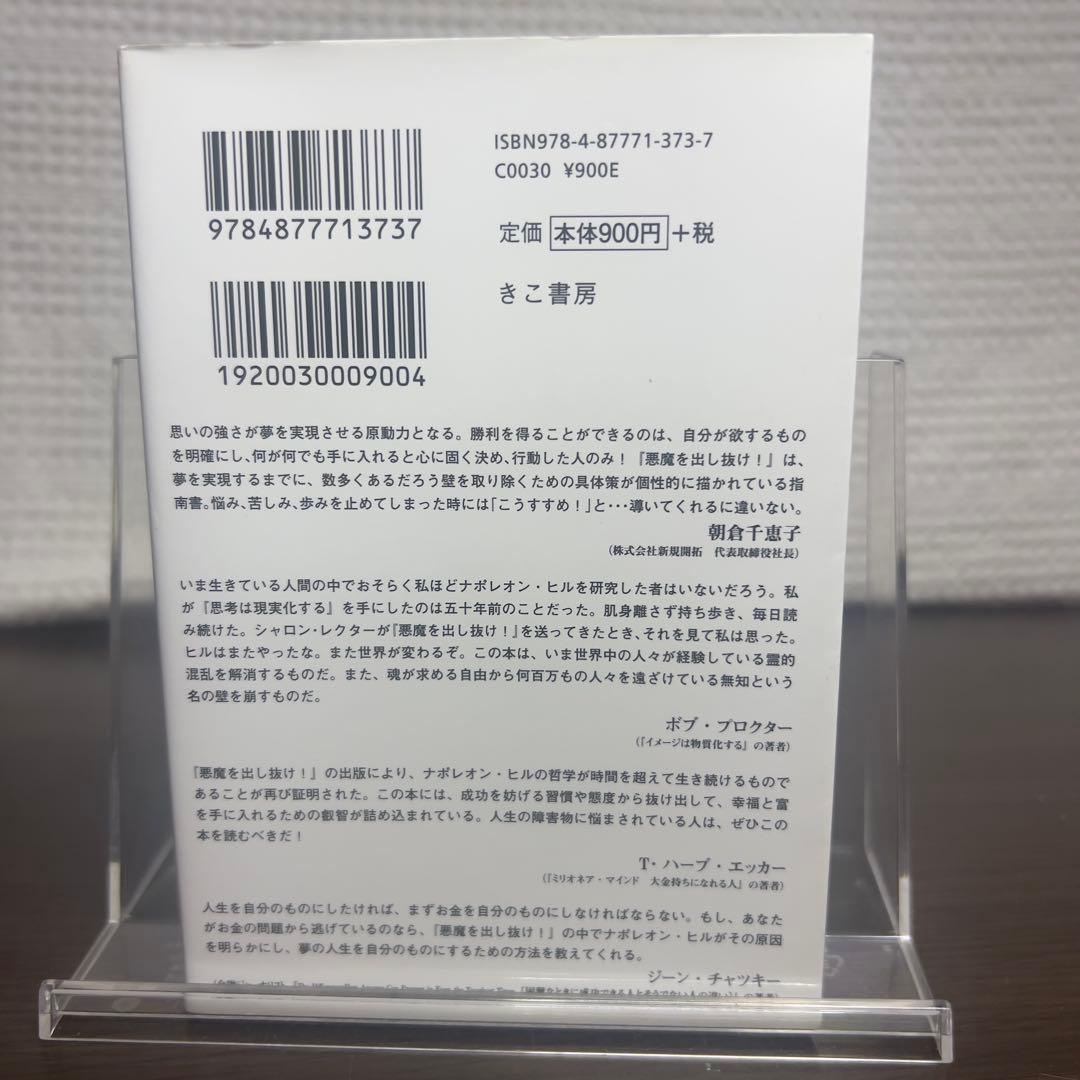 ISBN978-4-87771-373-7
C0030 ¥900E
9784877713737
定価 本体900円+税
きこ書房
1920030009004
思いの強さが夢を実現させる原動力となる。勝利を得ることができるのは、自分が欲するもの
を明確にし、何が何でも手に入れると心に固く決め、行動した人のみ！『悪魔を出し抜け！』は、
夢を実現するまでに、数多くあるだろう壁を取り除くための具体策が個性的に描かれている指
南書。悩み、苦しみ、歩みを止めてしまった時には「こうすすめ！」と・・・導いてくれるに違いない。
朝倉千恵子
（株式会社新規開拓 代表取締役社長）
いま生きている人間の中でおそらく私ほどナポレオン・ヒルを研究した者はいないだろう。私
が『思考は現実化する』を手にしたのは五十年前のことだった。肌身離さず持ち歩き、毎日読
み続けた。シャロン・レクターが『悪魔を出し抜け！』を送ってきたとき、それを見て私は思った。
ヒルはまたやったな。また世界が変わるぞ。この本は、いま世界中の人々が経験している霊的
混乱を解消するものだ。また、魂が求める自由から何百万もの人々を遠ざけている無知という
名の壁を崩すものだ。
ボブ・プロクター
（『イメージは物質化する』の著者）
『悪魔を出し抜け！』の出版により、ナポレオン・ヒルの哲学が時間を超えて生き続けるもので
あることが再び証明された。この本には、成功を妨げる習慣や態度から抜け出して、幸福と富
を手に入れるための叡智が詰め込まれている。人生の障害物に悩まされている人は、ぜひこの
本を読むべきだ！
T・ハーブ・エッカー
（『ミリオネア・マインド 大金持ちになれる人』の著者）
人生を自分のものにしたければ、まずお金を自分のものにしなければならない。もし、あなた
がお金の問題から逃げているのなら、『悪魔を出し抜け！』の中でナポレオン・ヒルがその原因
を明らかにし、夢の人生を自分のものにするための方法を教えてくれる。
ジーン・チャツキー